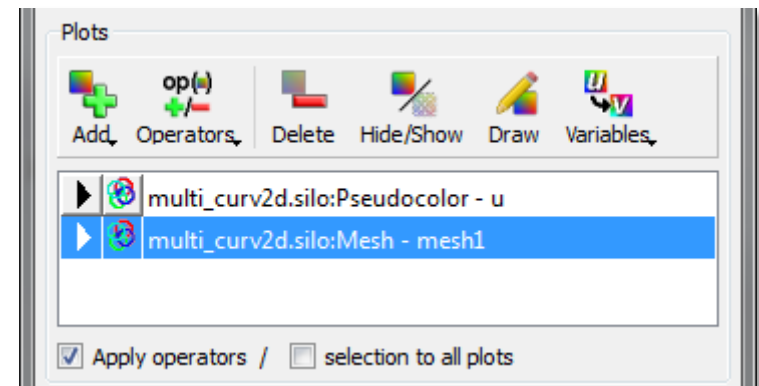 Plots
op(=)
+/-
U
V
Add Operators Delete Hide/Show Draw Variables
multi_curv2d.silo:Pseudocolor - u
multi_curv2d.silo:Mesh - mesh1
Apply operators / selection to all plots